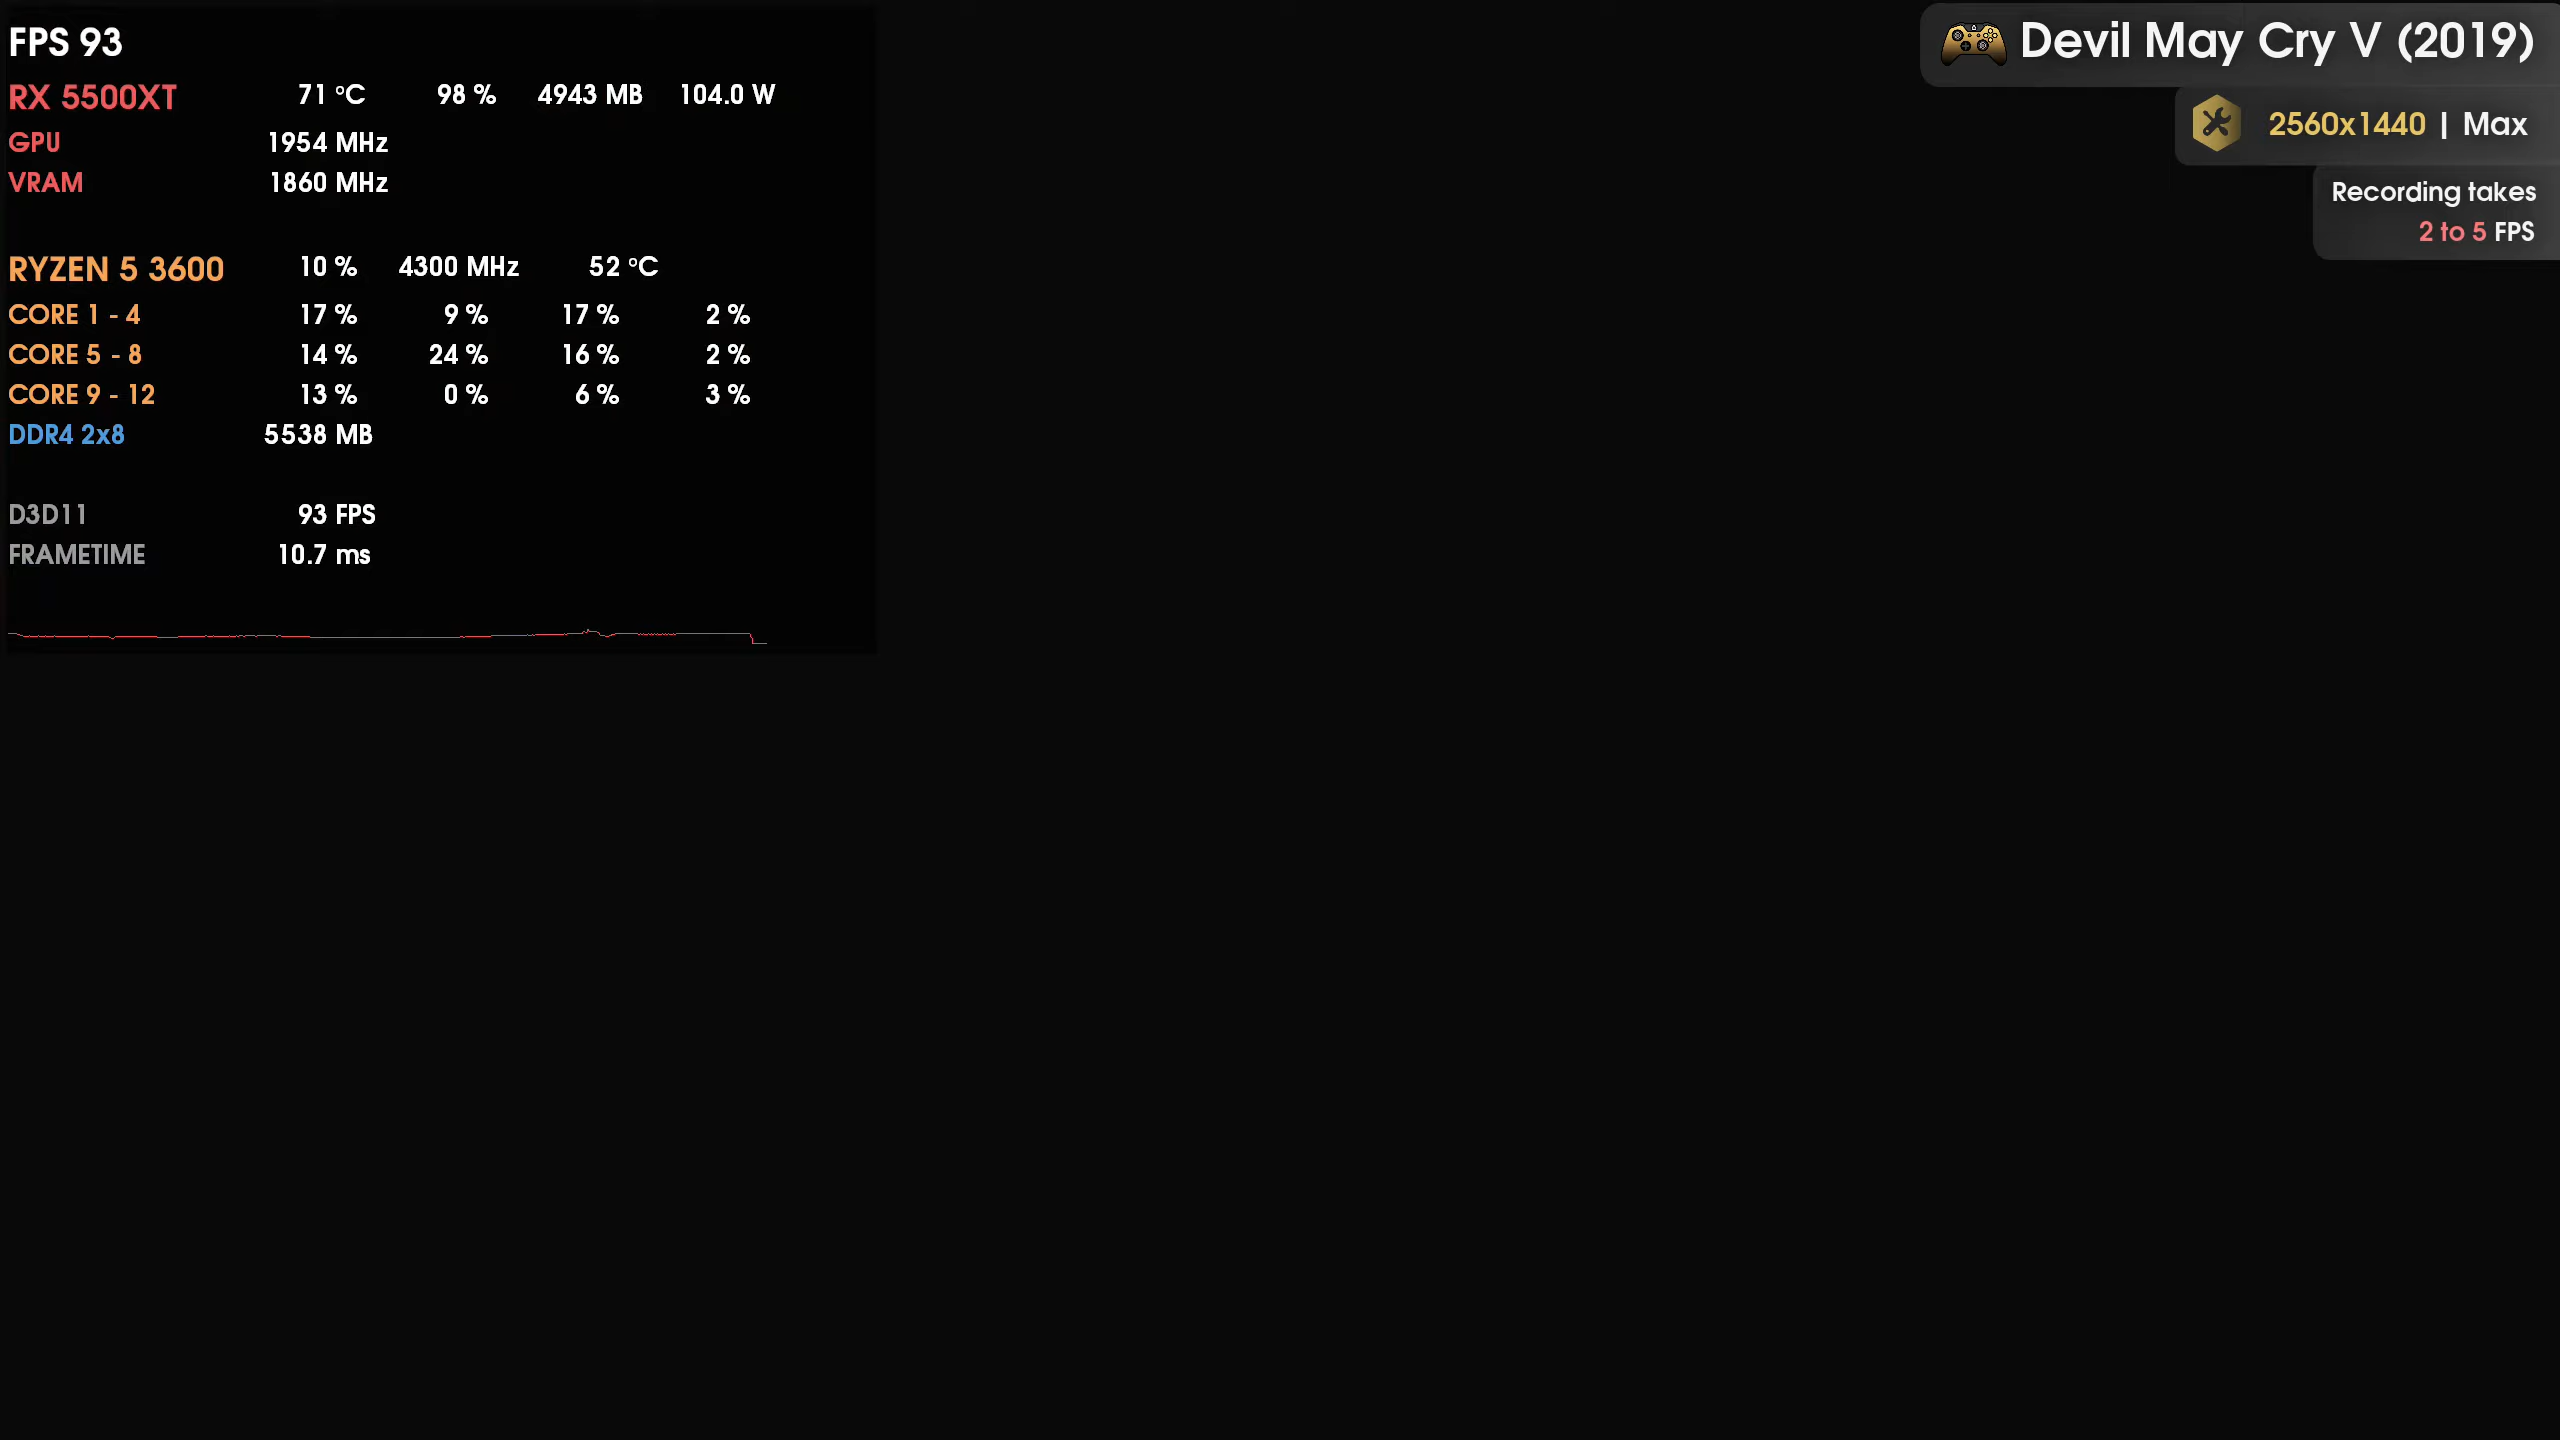 FPS 93
RX 5500XT 71 °C 98 % 4943 MB 104.0 W
GPU 1954 MHz
VRAM 1860 MHz
RYZEN 5 3600 10 % 4300 MHz 52 °C
CORE 1 - 4 17 % 9 % 17 % 2 %
CORE 5 - 8 14 % 24 % 16 % 2 %
CORE 9 - 12 13 % 0 % 6 % 3 %
DDR4 2x8 5538 MB
D3D11 93 FPS
FRAMETIME 10.7 ms
Devil May Cry V (2019)
2560x1440 | Max
Recording takes
2 to 5 FPS